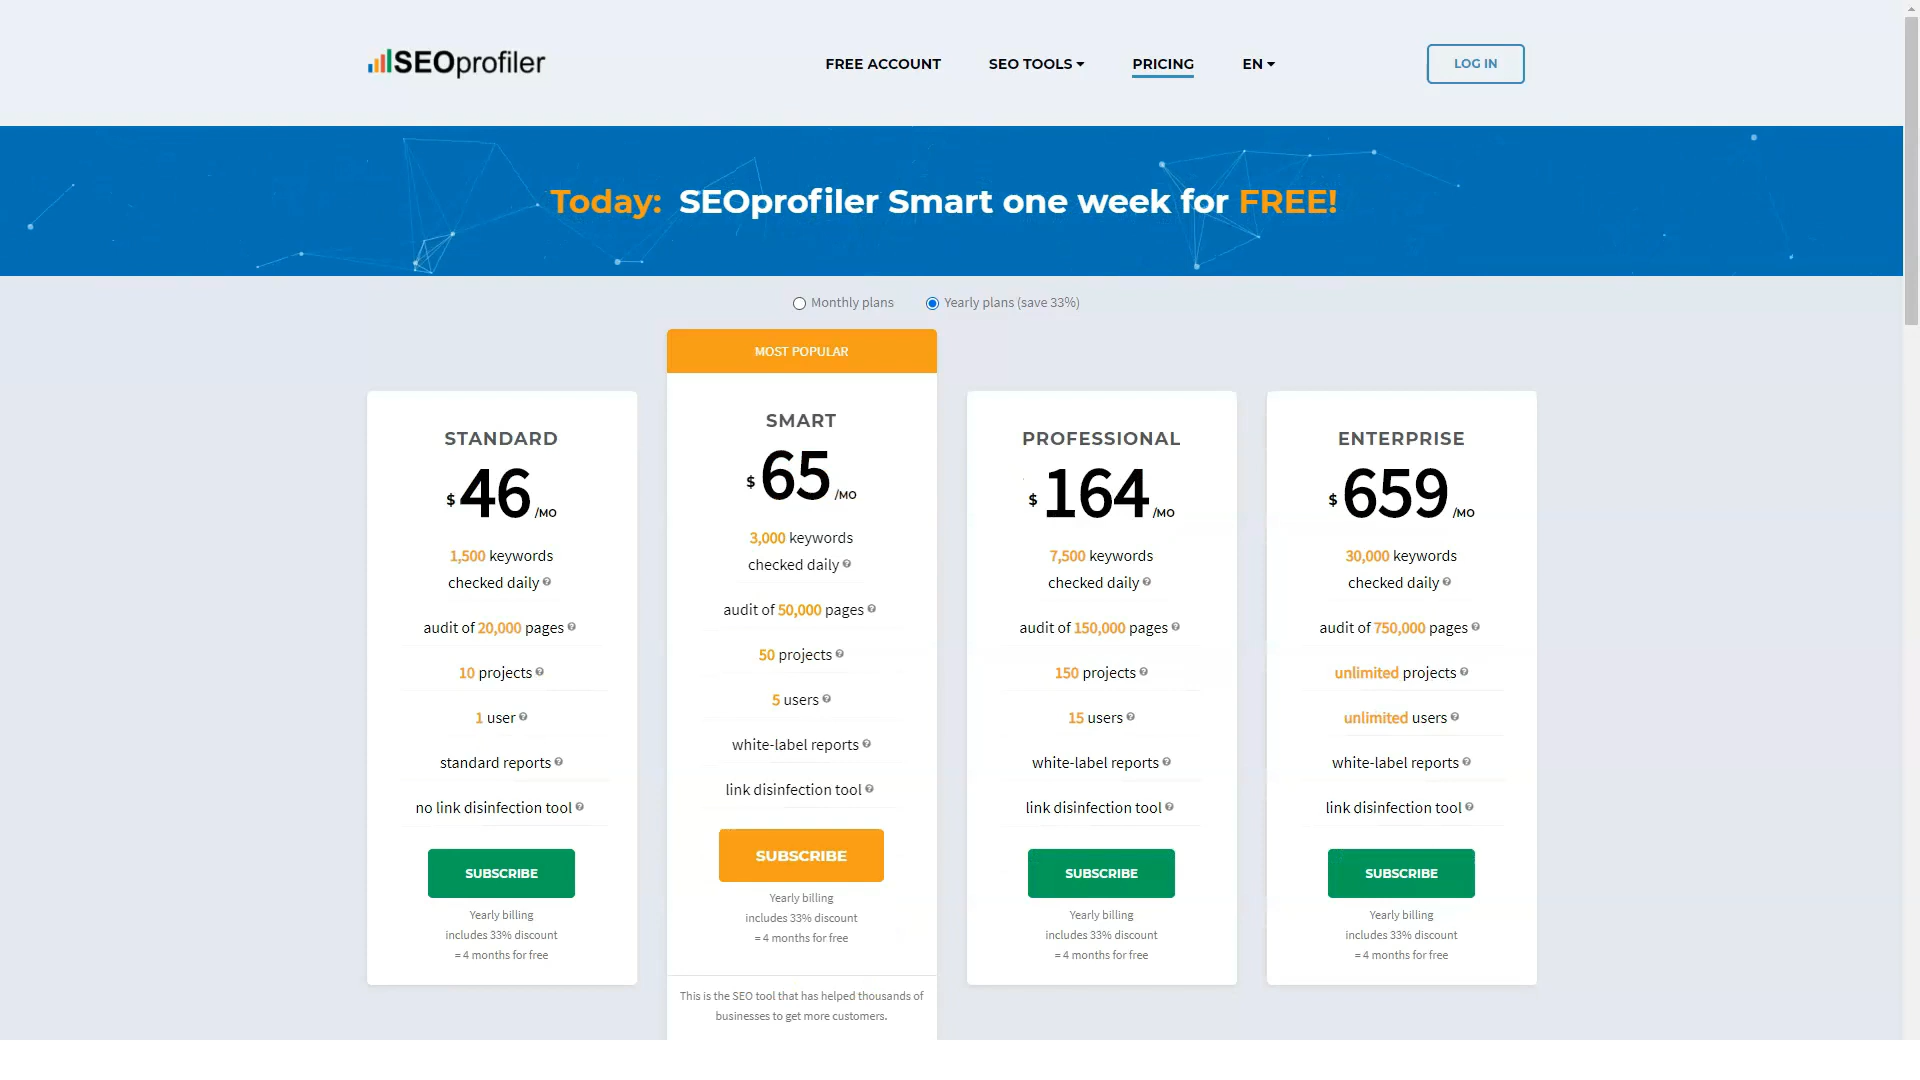 SEOprofiler
FREE ACCOUNT
SEO TOOLS
PRICING
EN
LOG IN
Today: SEOprofiler Smart one week for FREE!
Monthly plans
Yearly plans (save 33%)
STANDARD
$ 46 /MO
1,500 keywords
checked daily
audit of 20,000 pages
10 projects
1 user
standard reports
no link disinfection tool
SUBSCRIBE
Yearly billing
includes 33% discount
= 4 months for free
MOST POPULAR
SMART
$ 65 /MO
3,000 keywords
checked daily
audit of 50,000 pages
50 projects
5 users
white-label reports
link disinfection tool
SUBSCRIBE
Yearly billing
includes 33% discount
= 4 months for free
This is the SEO tool that has helped thousands of
businesses to get more customers.
PROFESSIONAL
$ 164 /MO
7,500 keywords
checked daily
audit of 150,000 pages
150 projects
15 users
white-label reports
link disinfection tool
SUBSCRIBE
Yearly billing
includes 33% discount
= 4 months for free
ENTERPRISE
$ 659 /MO
30,000 keywords
checked daily
audit of 750,000 pages
unlimited projects
unlimited users
white-label reports
link disinfection tool
SUBSCRIBE
Yearly billing
includes 33% discount
= 4 months for free